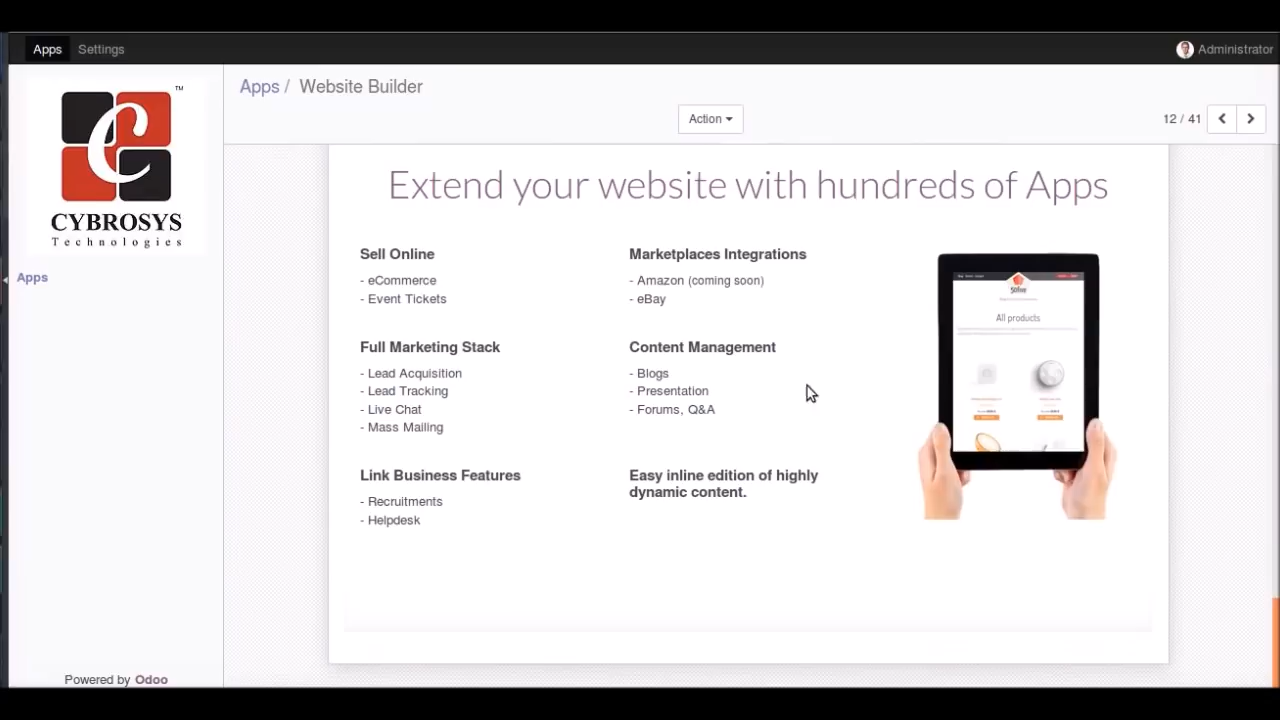 Apps Settings Administrator
TM
CYBROSYS
Technologies
Apps
Powered by Odoo
Apps / Website Builder
Action
12 / 41
Extend your website with hundreds of Apps
Sell Online
- eCommerce
- Event Tickets
Marketplaces Integrations
- Amazon (coming soon)
- eBay
Full Marketing Stack
- Lead Acquisition
- Lead Tracking
- Live Chat
- Mass Mailing
Content Management
- Blogs
- Presentation
- Forums, Q&A
Link Business Features
- Recruitments
- Helpdesk
Easy inline edition of highly
dynamic content.
All products